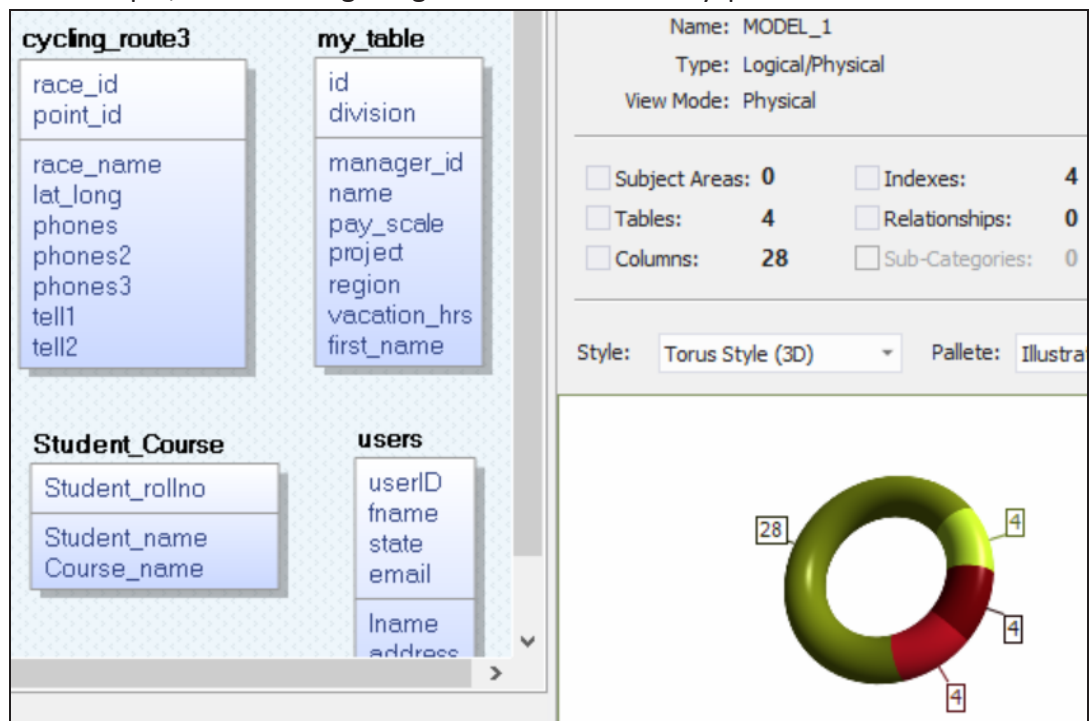 cycling_route3
race_id
point_id
race_name
lat_long
phones
phones2
phones3
tell1
tell2
my_table
id
division
manager_id
name
pay_scale
project
region
vacation_hrs
first_name
Student_Course
Student_rollno
Student_name
Course_name
users
userID
fname
state
email
lname
address
Name: MODEL_1
Type: Logical/Physical
View Mode: Physical
Subject Areas: 0 Indexes: 4
Tables: 4 Relationships: 0
Columns: 28 Sub-Categories: 0
Style: Torus Style (3D) Pallete: Illustra
28
4
4
4